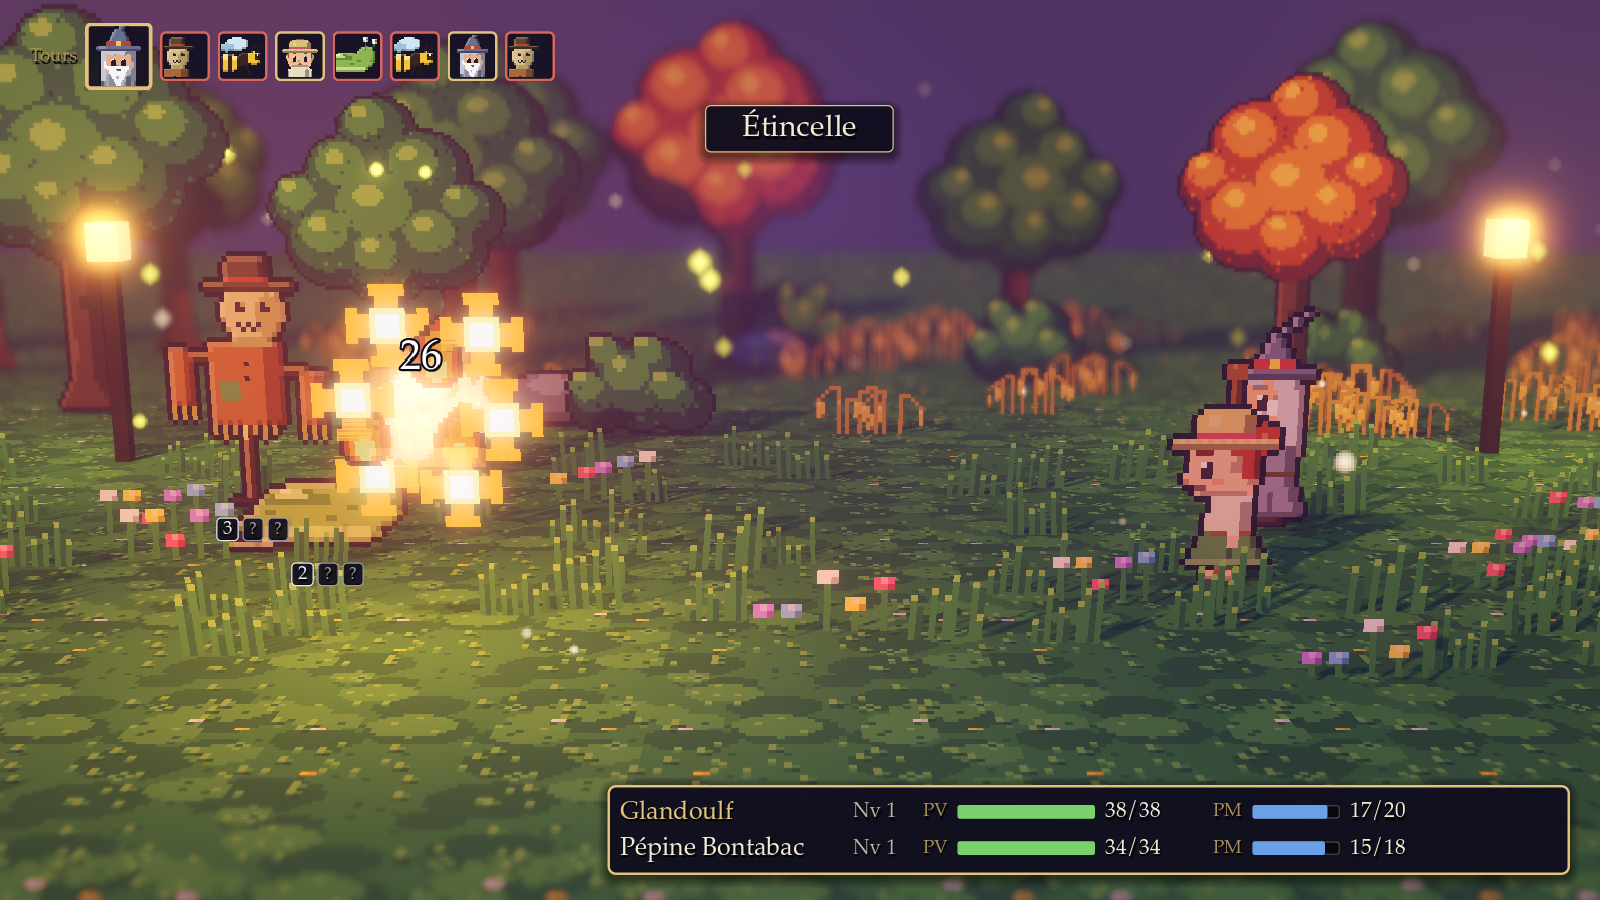 Tours
Étincelle
26
3 ? ?
2 ? ?
Glandoulf Nv 1 PV 38/38 PM 17/20
Pépine Bontabac Nv 1 PV 34/34 PM 15/18